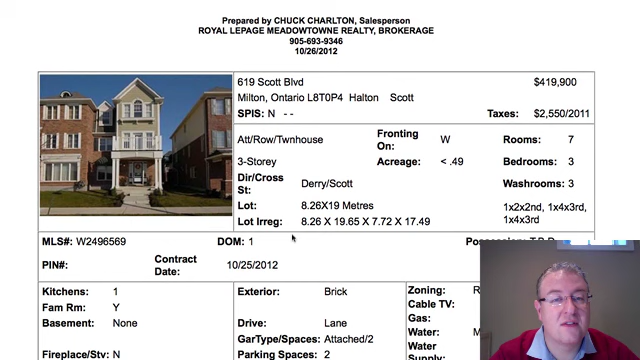 Prepared by CHUCK CHARLTON, Salesperson
ROYAL LEPAGE MEADOWTOWNE REALTY, BROKERAGE
905-693-9346
10/26/2012
619 Scott Blvd $419,900
Milton, Ontario L8T0P4 Halton Scott
SPIS: N - - Taxes: $2,550/2011
Att/Row/Twnhouse Fronting On: W Rooms: 7
3-Storey Acreage: < .49 Bedrooms: 3
Dir/Cross St: Derry/Scott Washrooms: 3
Lot: 8.26X19 Metres 1x2x2nd, 1x4x3rd,
Lot Irreg: 8.26 X 19.65 X 7.72 X 17.49 1x4x3rd
MLS#: W2496569 DOM: 1
PIN#: Contract Date: 10/25/2012
Kitchens: 1 Exterior: Brick Zoning:
Fam Rm: Y Cable TV:
Basement: None Drive: Lane Gas:
GarType/Spaces: Attached/2 Water:
Fireplace/Stv: N Parking Spaces: 2 Water